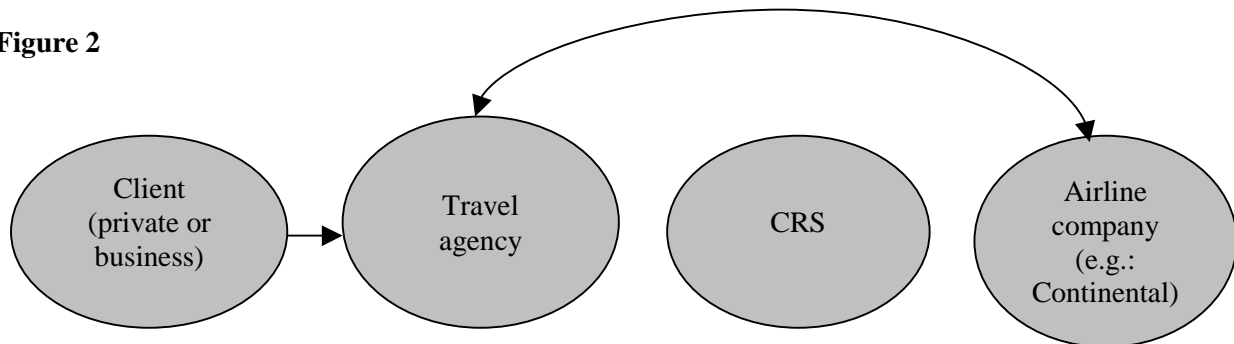 Figure 2
Client
(private or
business)
Travel
agency
CRS
Airline
company
(e.g.:
Continental)